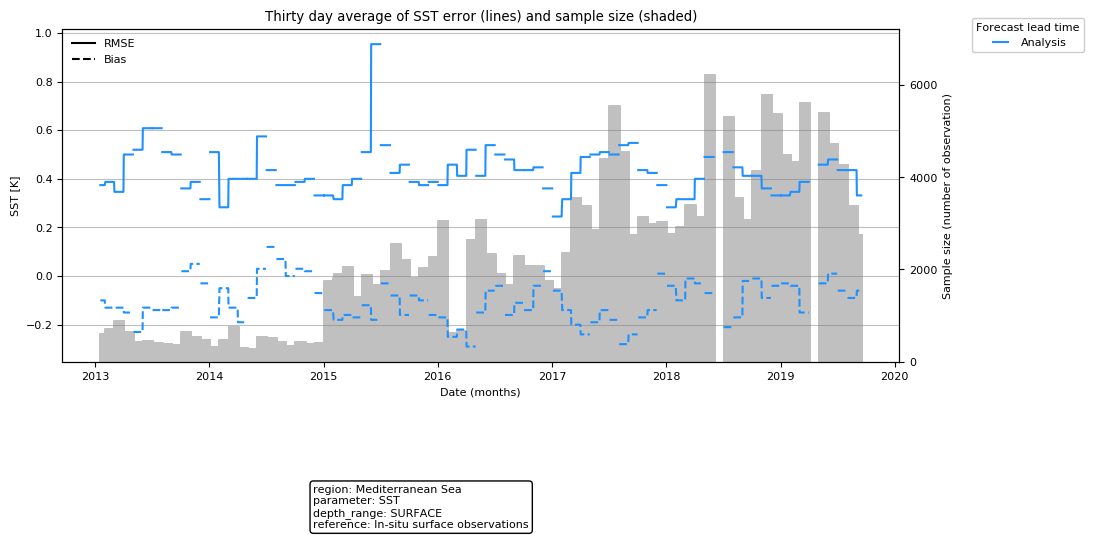 Thirty day average of SST error (lines) and sample size (shaded)
Forecast lead time
Analysis
RMSE
Bias
1.0
0.8
0.6
0.4
0.2
0.0
−0.2
SST [K]
6000
4000
2000
0
Sample size (number of observation)
2013 2014 2015 2016 2017 2018 2019 2020
Date (months)
region: Mediterranean Sea
parameter: SST
depth_range: SURFACE
reference: In-situ surface observations